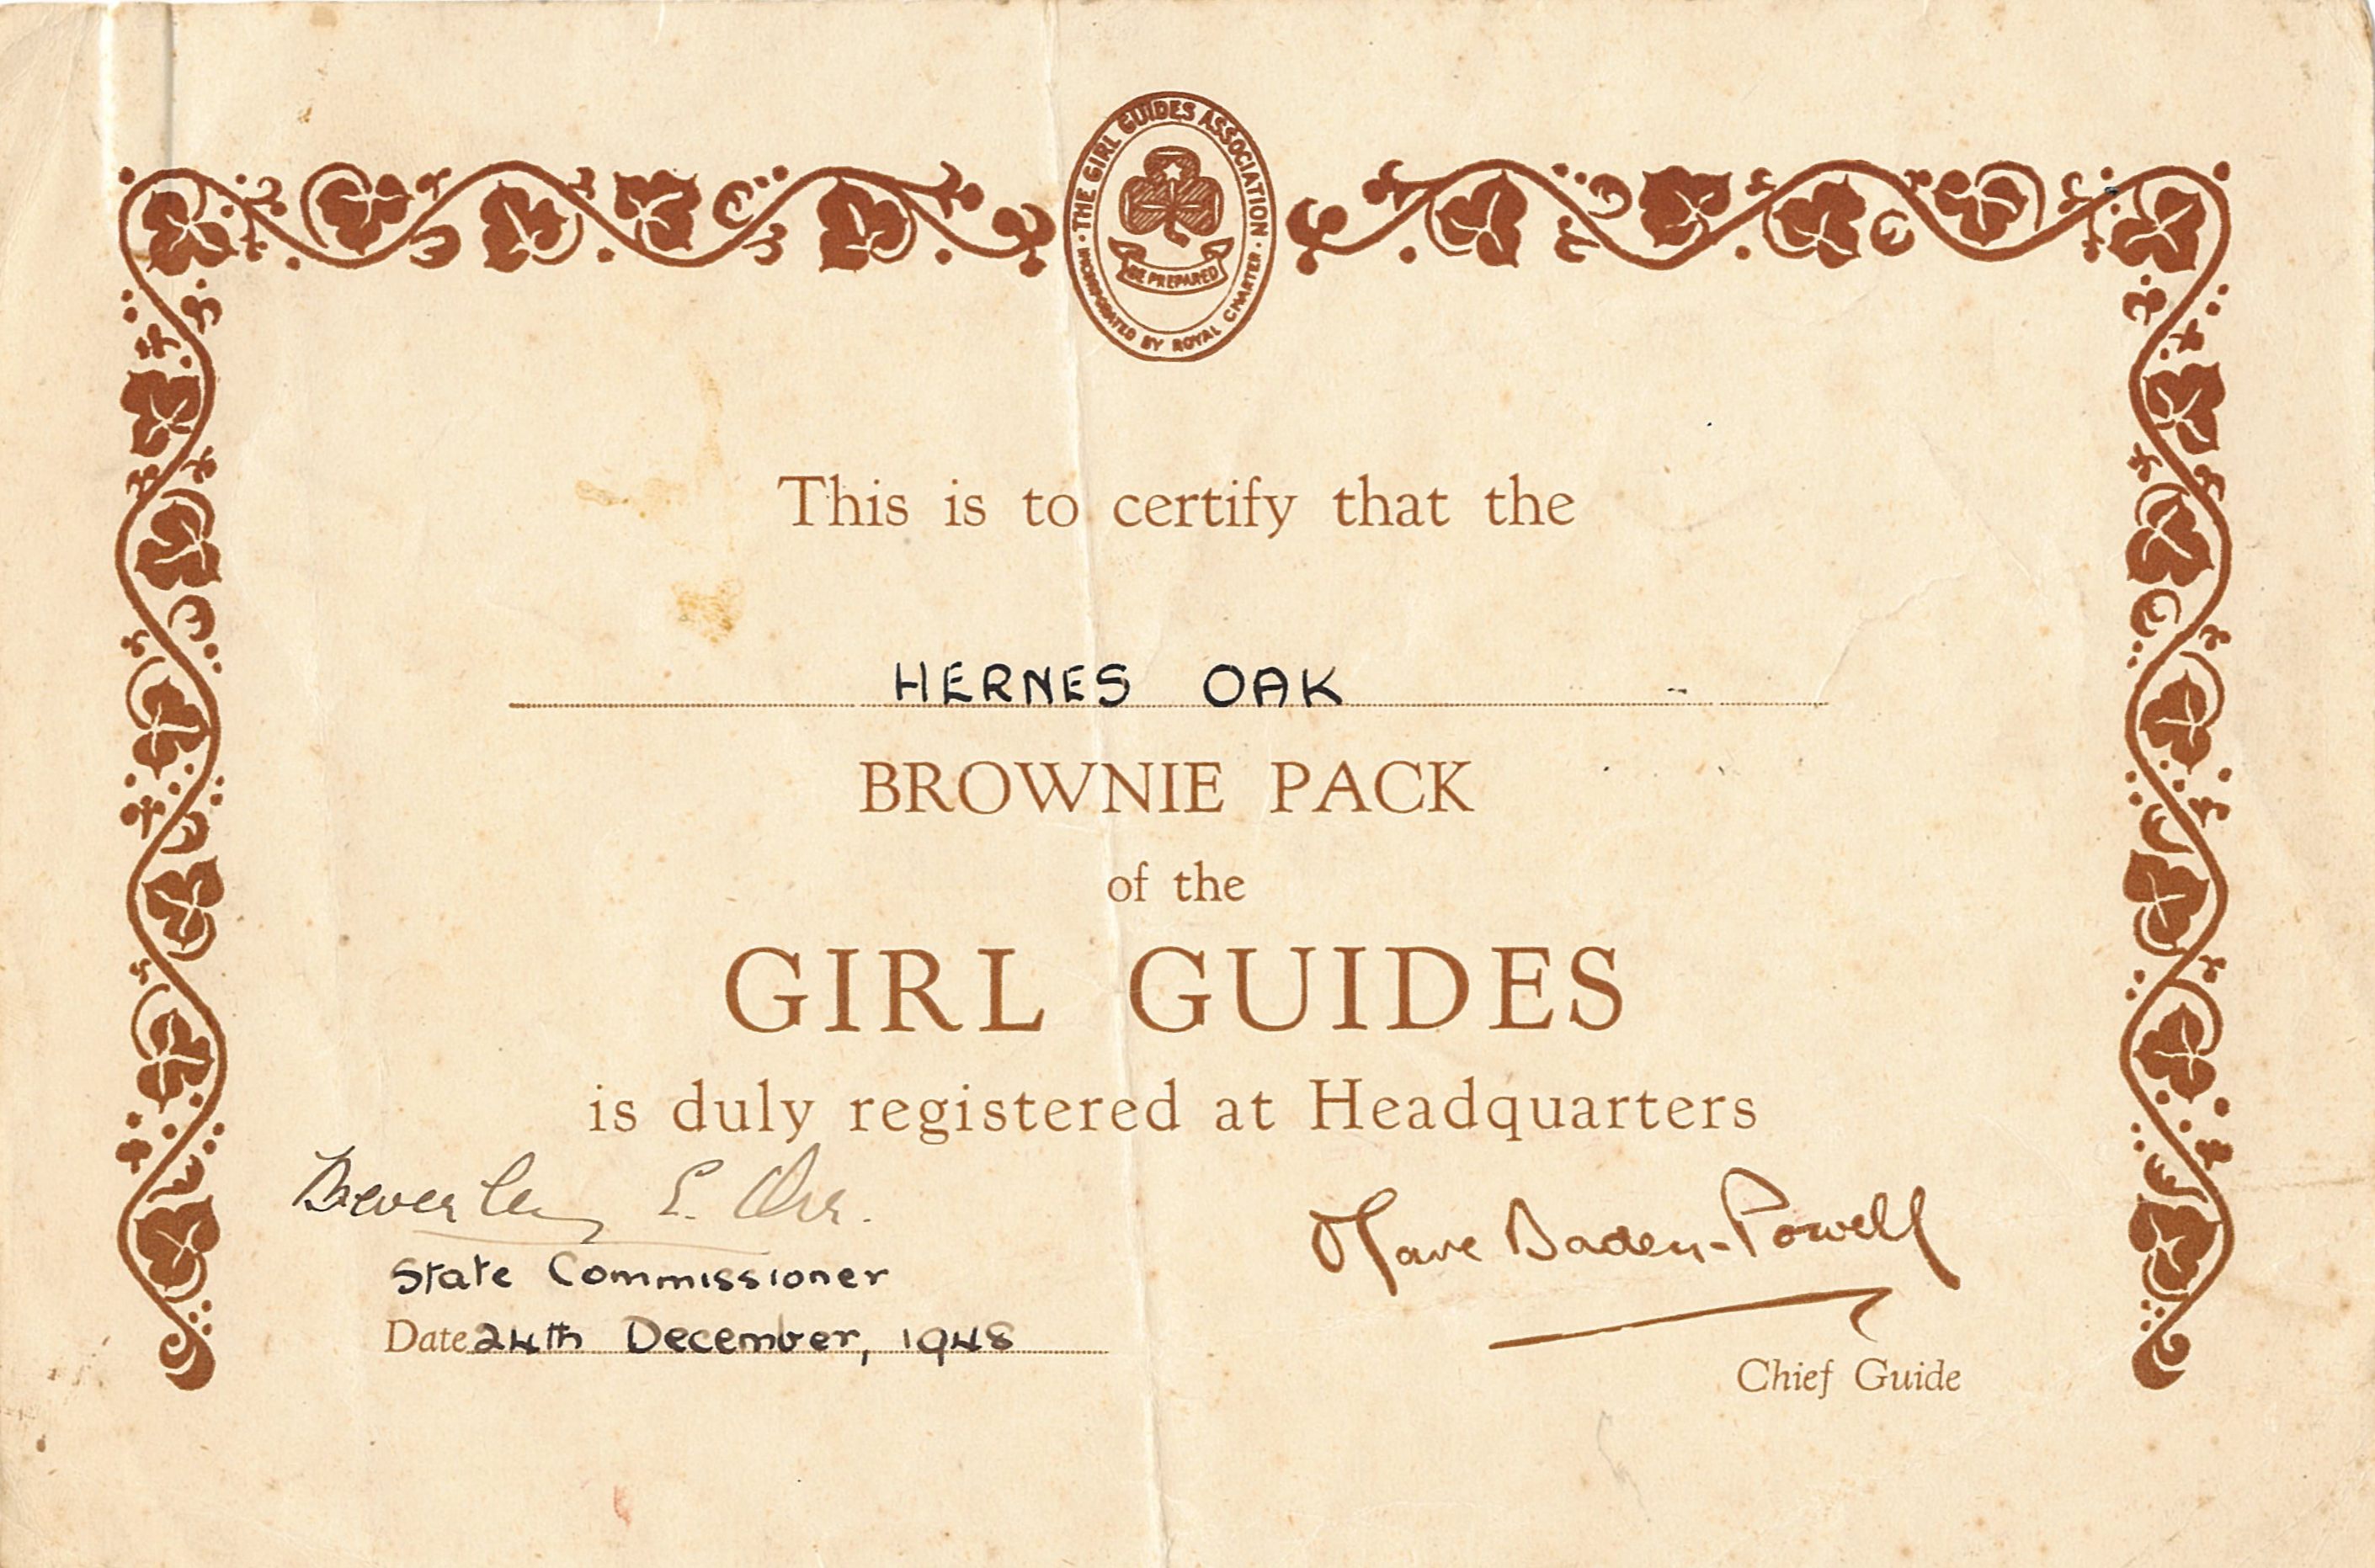 THE GIRL GUIDES ASSOCIATION
INCORPORATED BY ROYAL CHARTER
BE PREPARED
This is to certify that the
HERNES OAK
BROWNIE PACK
of the
GIRL GUIDES
is duly registered at Headquarters
Beverley E. Orr.
State Commissioner
Date 24th December, 1948
Olave Baden-Powell
Chief Guide